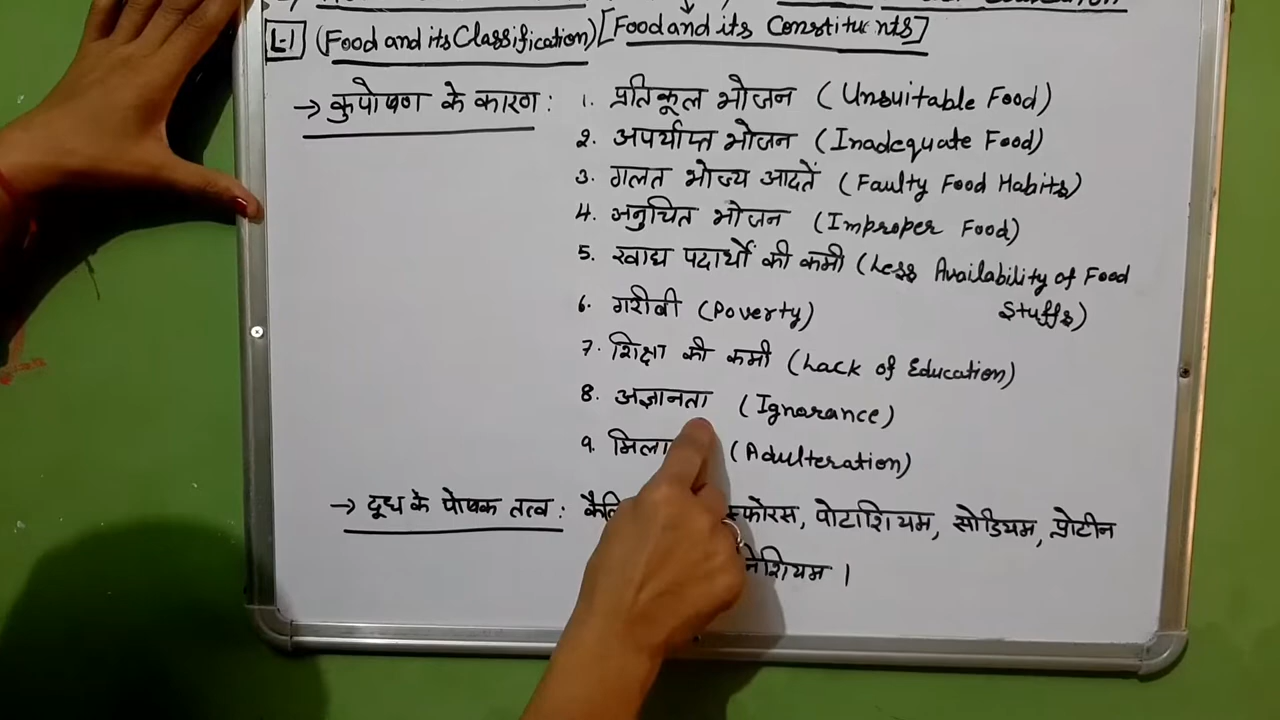 L-1 (Food and its Classification) [Food and its Constituents]
→ कुपोषण के कारण : 1. प्रतिकूल भोजन (Unsuitable Food)
2. अपर्याप्त भोजन (Inadequate Food)
3. गलत भोज्य आदतें (Faulty Food Habits)
4. अनुचित भोजन (Improper Food)
5. खाद्य पदार्थों की कमी (Less Availability of Food
Stuffs)
6. गरीबी (Poverty)
7. शिक्षा की कमी (Lack of Education)
8. अज्ञानता (Ignarance)
9. (Adulteration)
→ दूध के पोषक तत्व : पोटाशियम, सोडियम, प्रोटीन